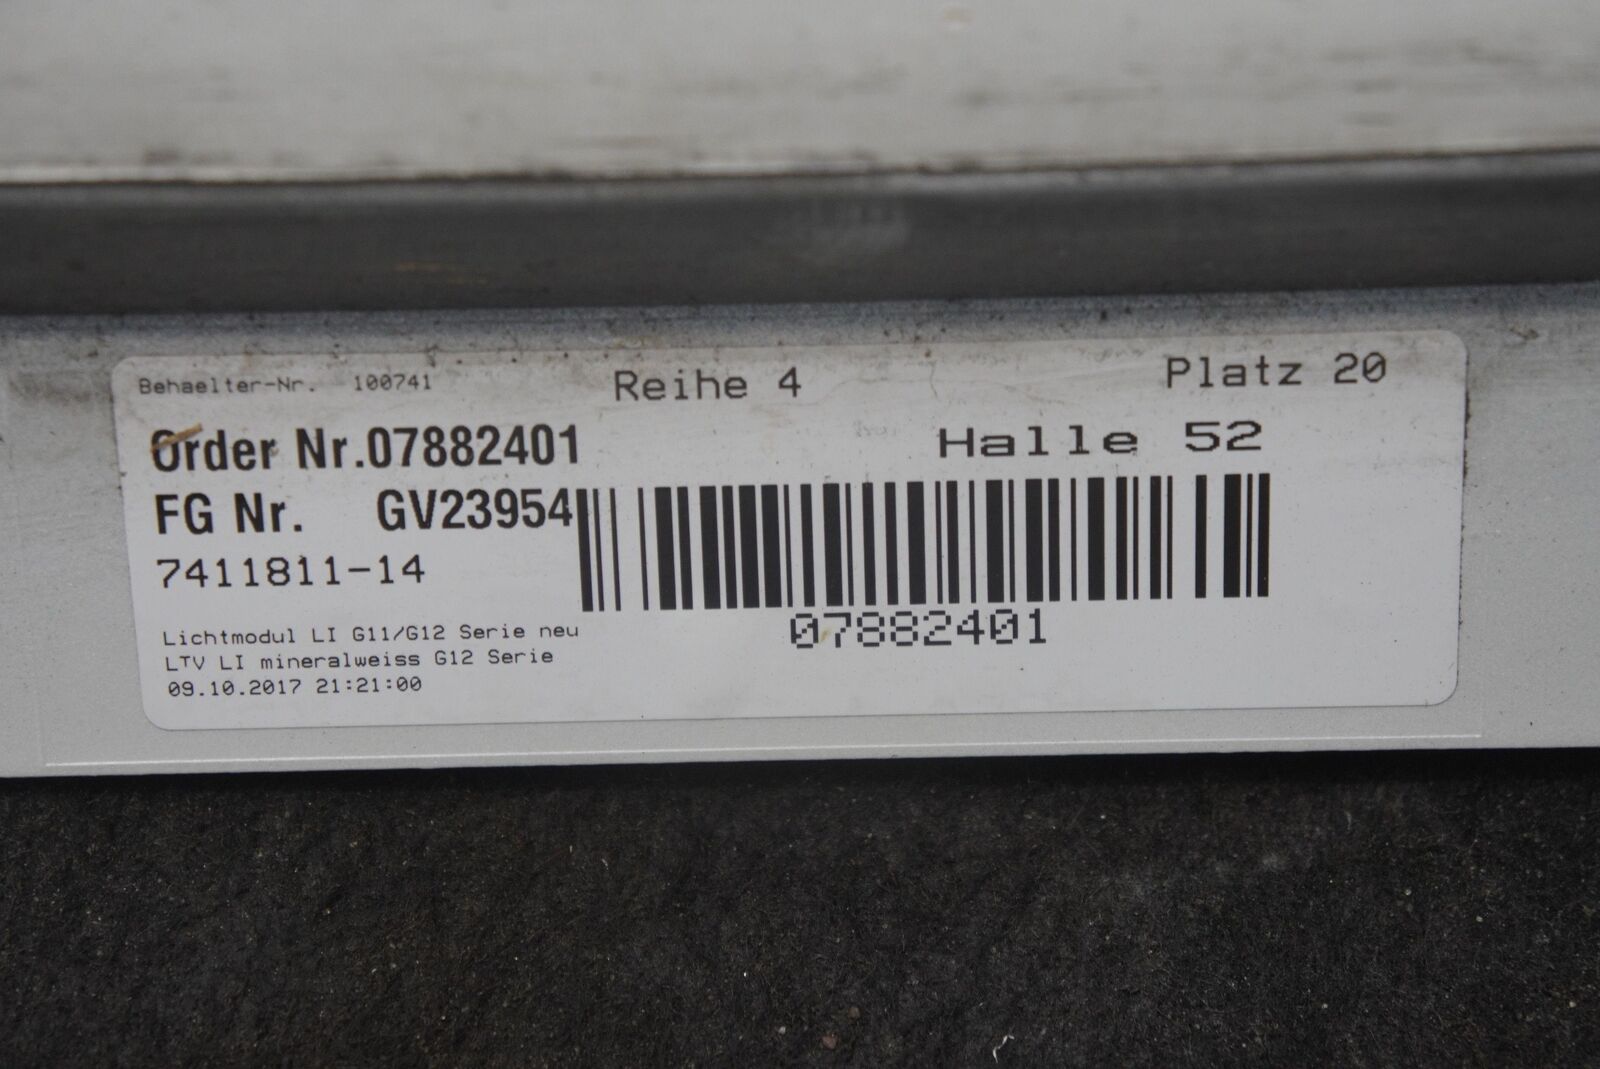 Behaelter-Nr. 100741 Reihe 4 Platz 20
Order Nr.07882401 Halle 52
FG Nr. GV23954
7411811-14
07882401
Lichtmodul LI G11/G12 Serie neu
LTV LI mineralweiss G12 Serie
09.10.2017 21:21:00